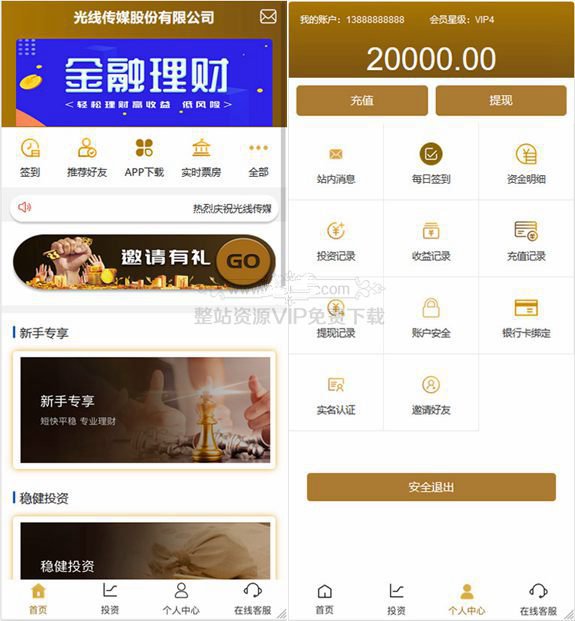 光线传媒股份有限公司
金融理财
<轻松理财高收益 低风险>
签到
推荐好友
APP下载
实时票房
全部
热烈庆祝光线传媒
邀请有礼
GO
新手专享
新手专享
短快平稳 专业理财
稳健投资
稳健投资
首页
投资
个人中心
在线客服
我的账户：13888888888 会员星级：VIP4
20000.00
充值
提现
站内消息
每日签到
资金明细
投资记录
收益记录
充值记录
提现记录
账户安全
银行卡绑定
实名认证
邀请好友
安全退出
首页
投资
个人中心
在线客服
整站资源VIP免费下载